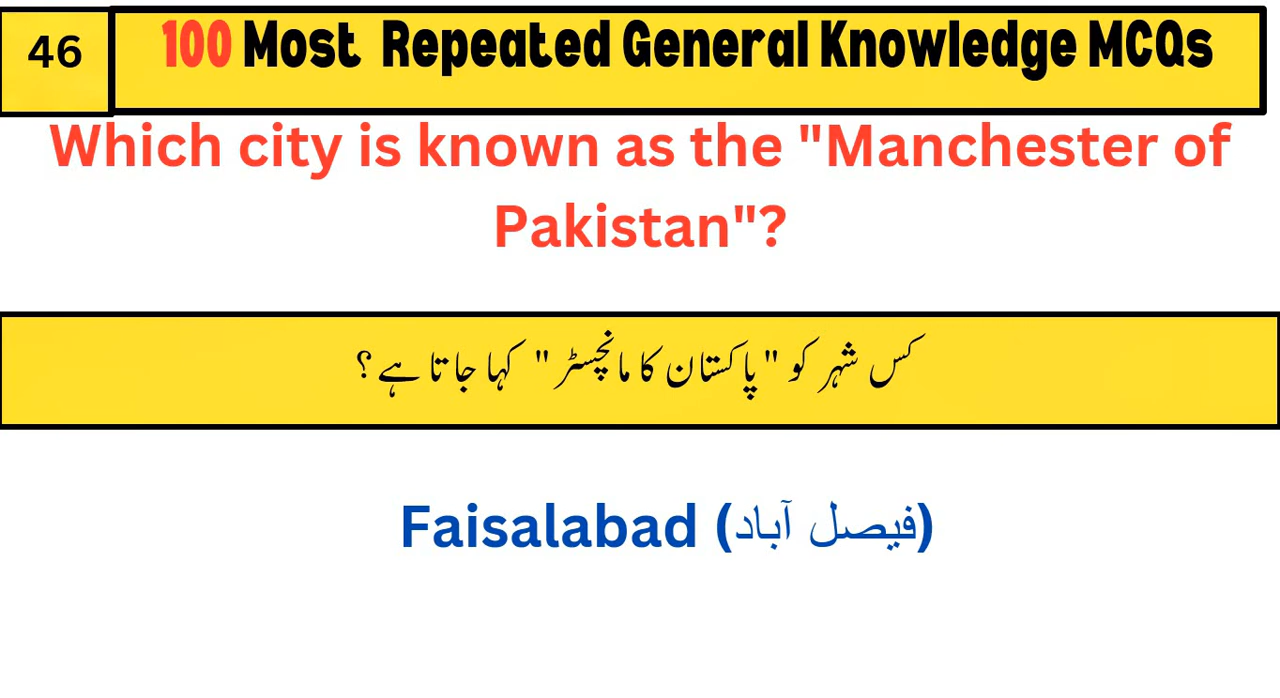 46
100 Most Repeated General Knowledge MCQs
Which city is known as the "Manchester of
Pakistan"?
کس شہر کو "پاکستان کا مانچسٹر" کہا جاتا ہے؟
Faisalabad (فیصل آباد)